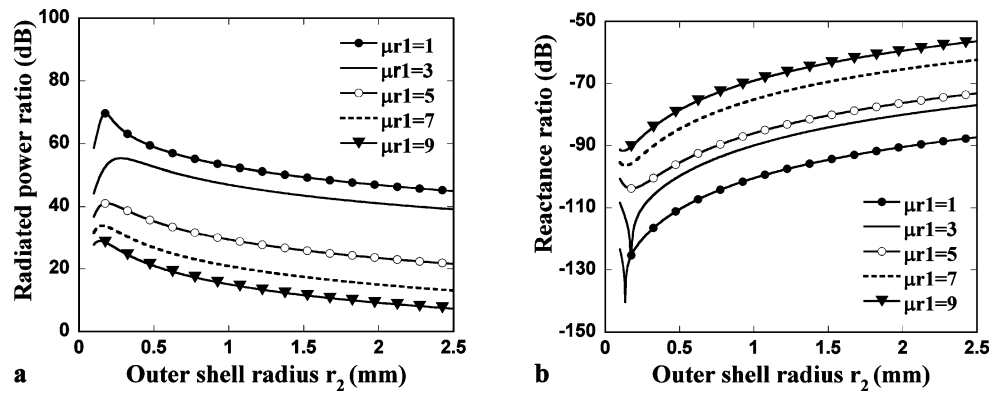 Radiated power ratio (dB)
100
80
60
40
20
0
μr1=1
μr1=3
μr1=5
μr1=7
μr1=9
0 0.5 1 1.5 2 2.5
a Outer shell radius r2 (mm)
Reactance ratio (dB)
-50
-70
-90
-110
-130
-150
μr1=1
μr1=3
μr1=5
μr1=7
μr1=9
0 0.5 1 1.5 2 2.5
b Outer shell radius r2 (mm)